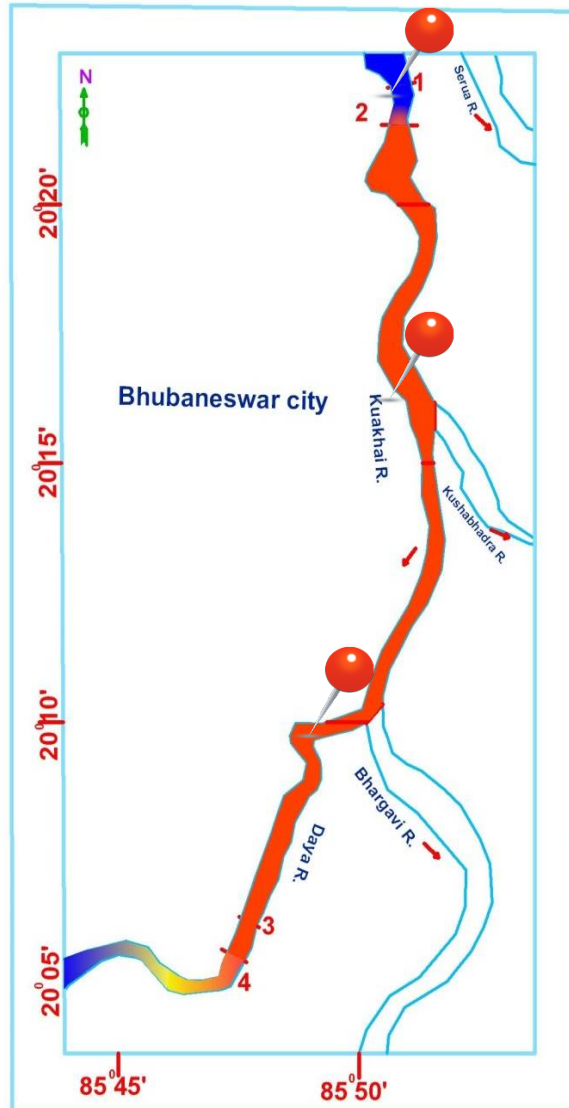 N
1
Serua R.
2
20°20'
Bhubaneswar city
Kuakhai R.
20°15'
Kushabhadra R.
20°10'
Bhargavi R.
Daya R.
3
20°05'
4
85°45'
85°50'